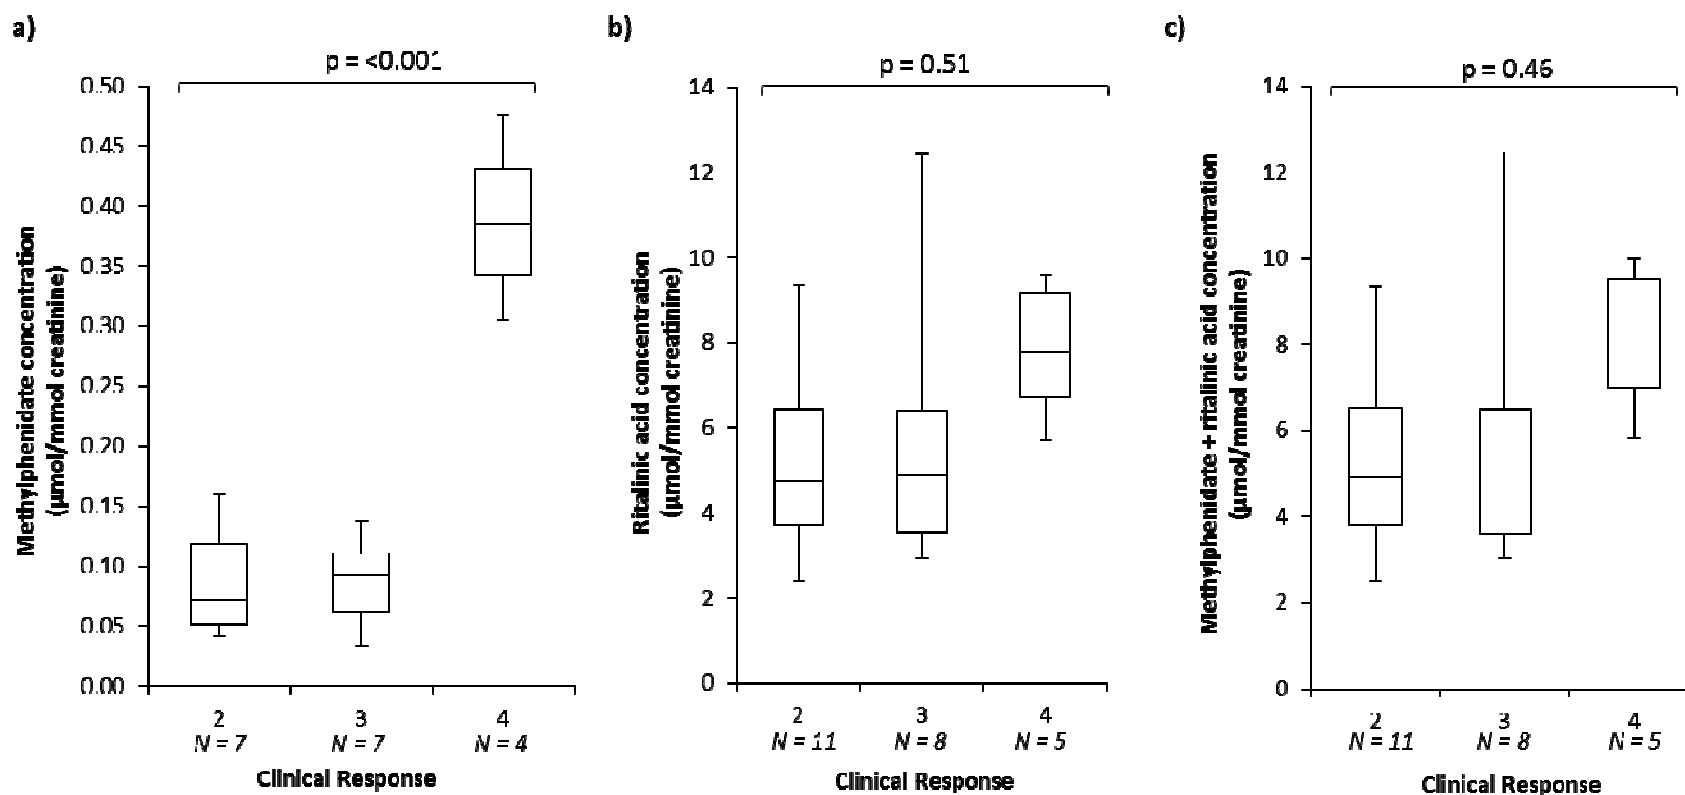 a)
p = <0.001
0.50
0.45
0.40
0.35
0.30
0.25
0.20
0.15
0.10
0.05
0.00
Methylphenidate concentration
(µmol/mmol creatinine)
2
3
4
N = 7
N = 7
N = 4
Clinical Response
b)
p = 0.51
14
12
10
8
6
4
2
0
Ritalinic acid concentration
(µmol/mmol creatinine)
2
3
4
N = 11
N = 8
N = 5
Clinical Response
c)
p = 0.46
14
12
10
8
6
4
2
0
Methylphenidate + ritalinic acid concentration
(µmol/mmol creatinine)
2
3
4
N = 11
N = 8
N = 5
Clinical Response